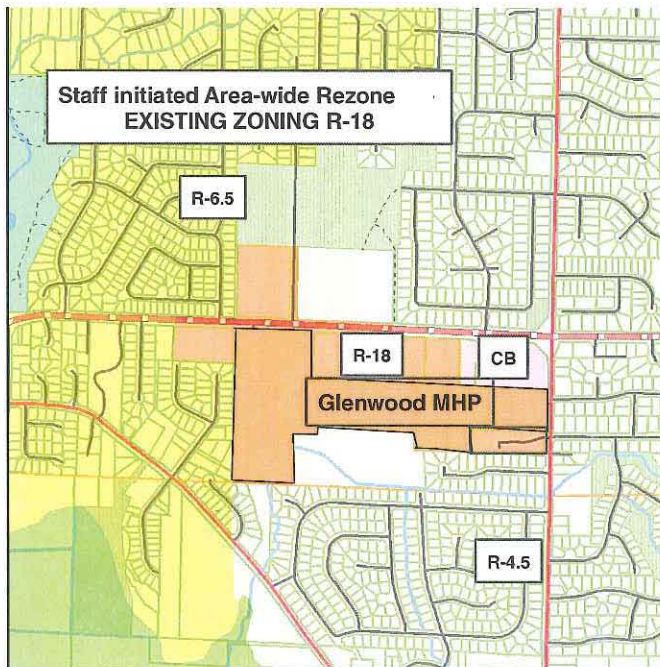 Staff initiated Area-wide Rezone
EXISTING ZONING R-18
R-6.5
R-18
CB
Glenwood MHP
R-4.5